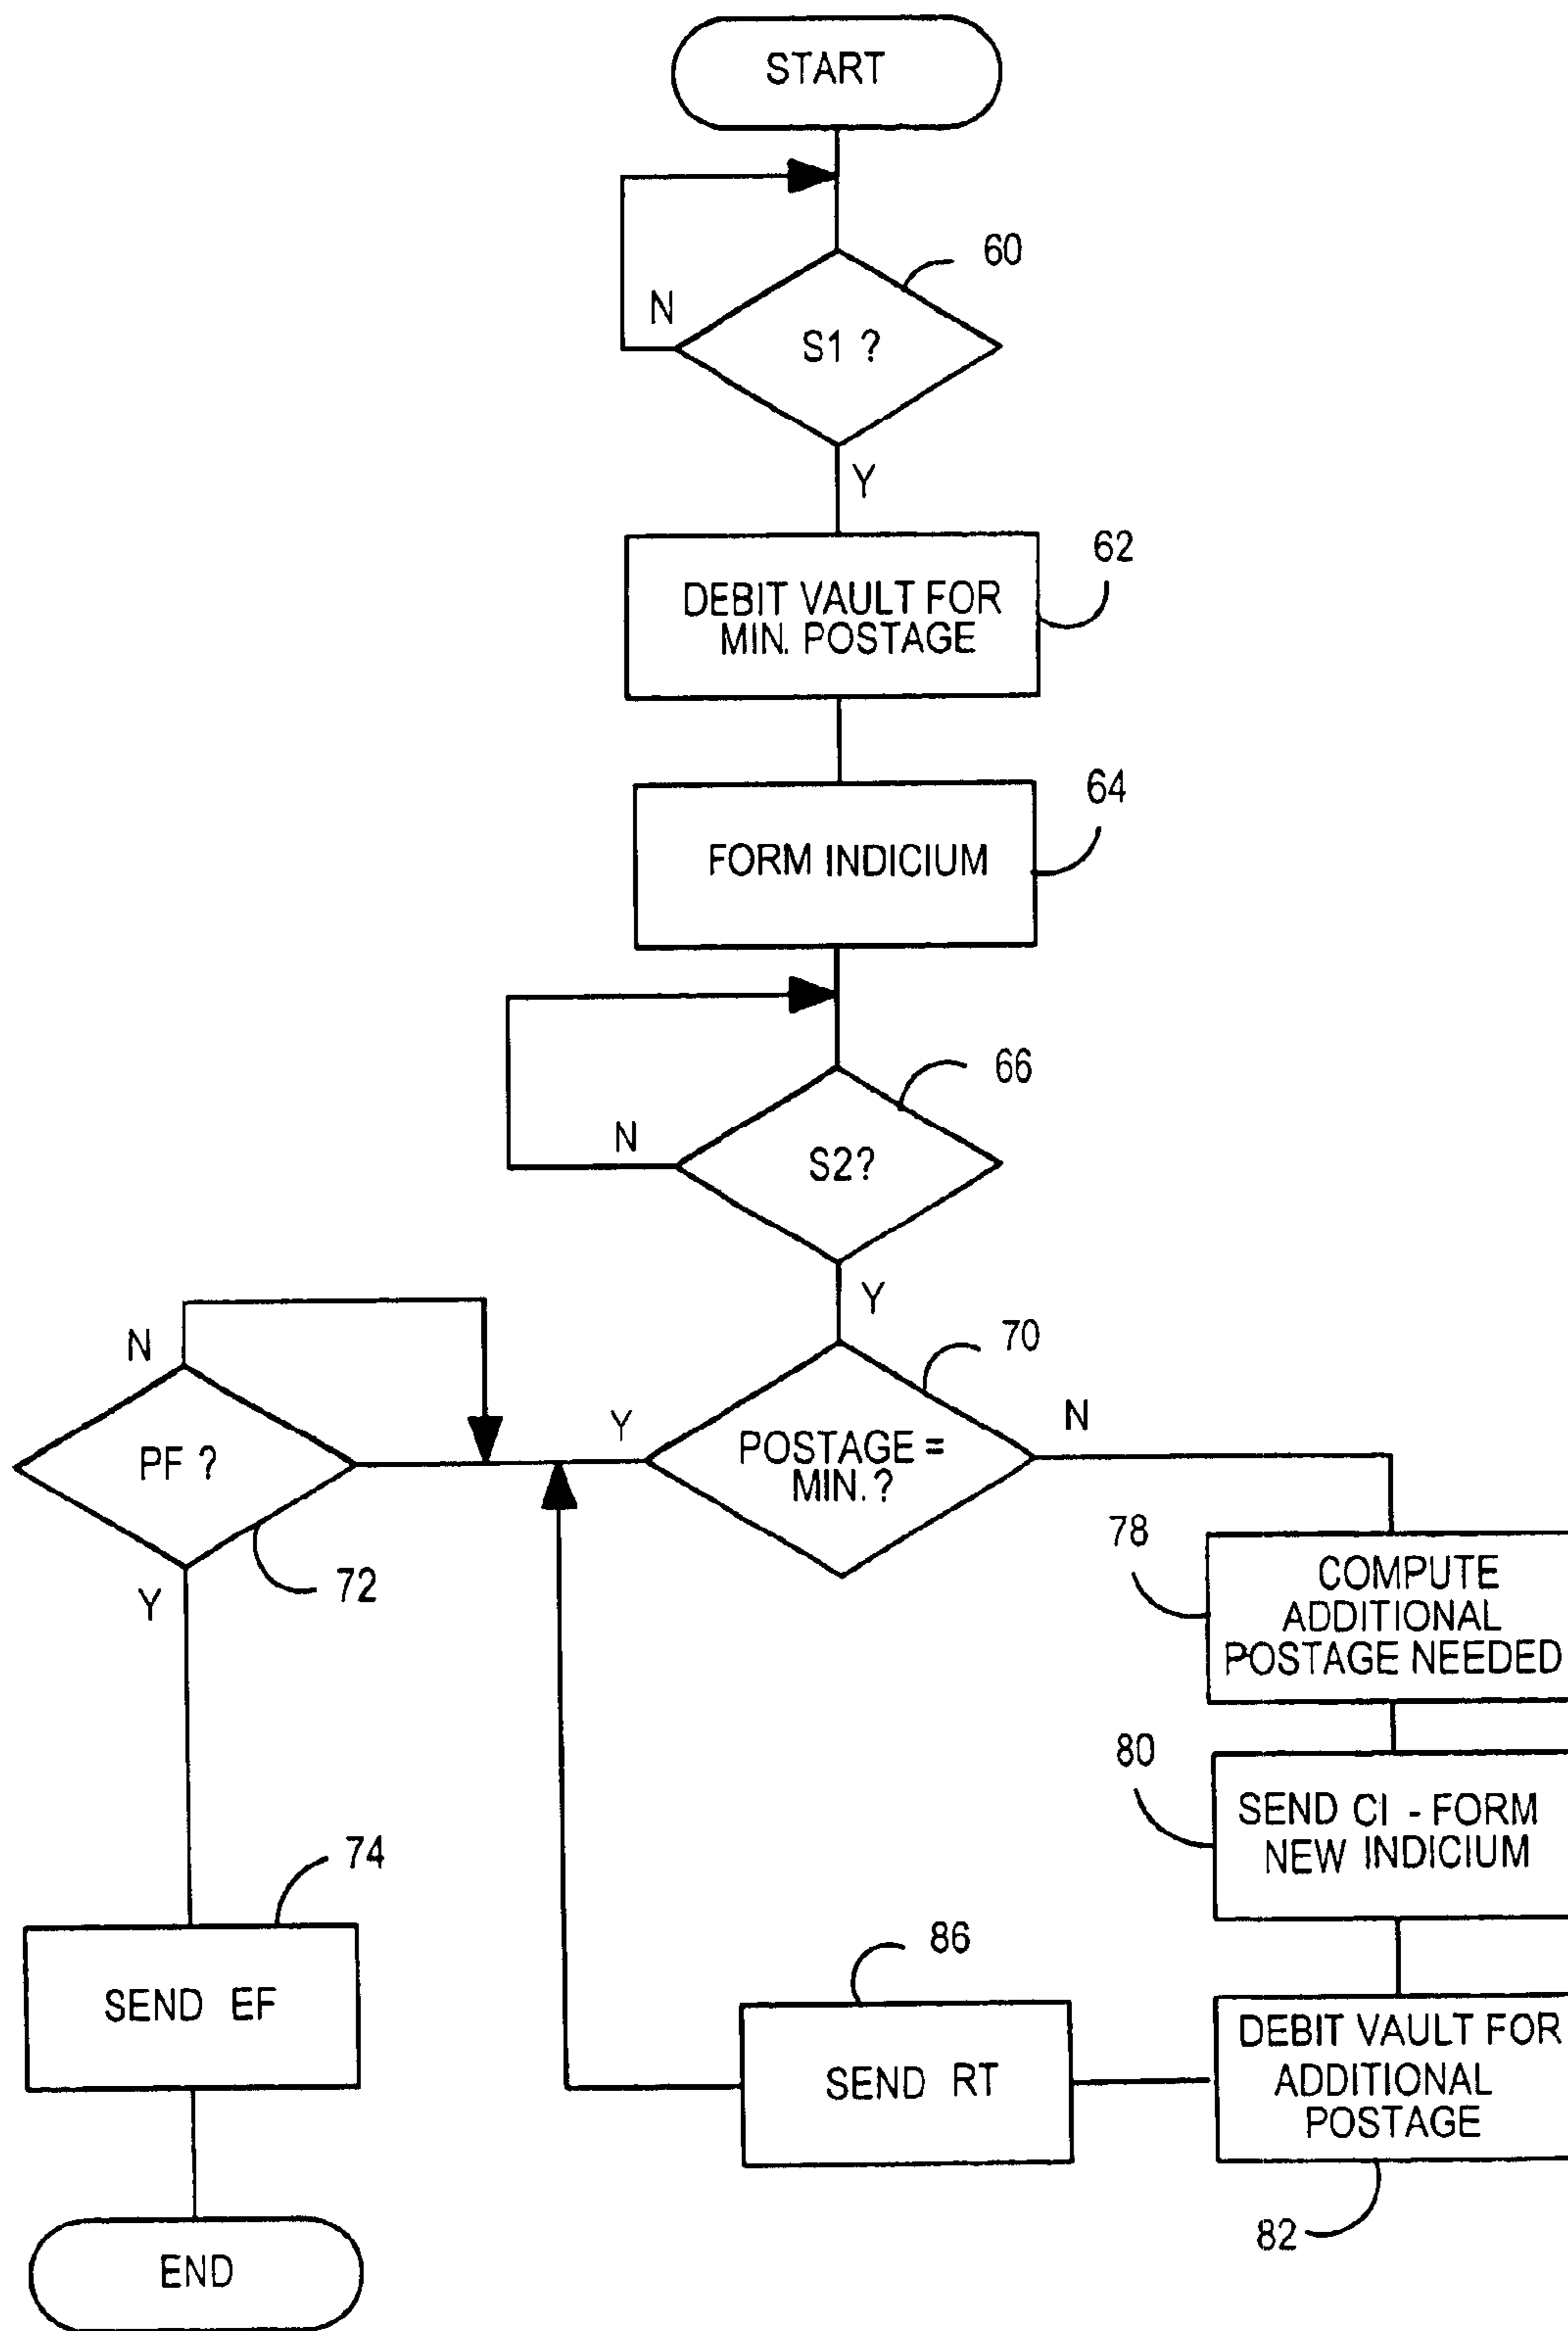 START
60
N
S1 ?
Y
62
DEBIT VAULT FOR
MIN. POSTAGE
64
FORM INDICIUM
66
N
S2?
Y
70
N
Y
N
PF ?
POSTAGE =
MIN. ?
72
Y
78
COMPUTE
ADDITIONAL
POSTAGE NEEDED
80
SEND CI - FORM
NEW INDICIUM
74
SEND EF
86
SEND RT
DEBIT VAULT FOR
ADDITIONAL
POSTAGE
82
END